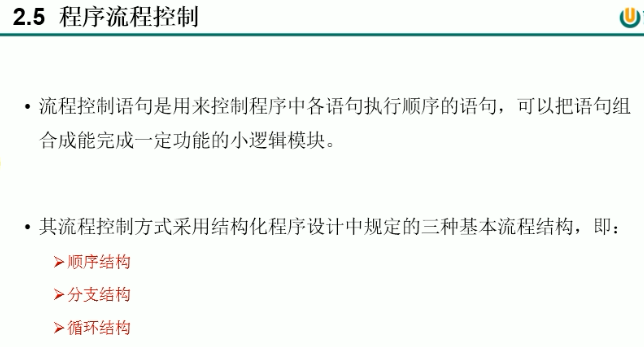 2.5 程序流程控制
• 流程控制语句是用来控制程序中各语句执行顺序的语句，可以把语句组
合成能完成一定功能的小逻辑模块。
• 其流程控制方式采用结构化程序设计中规定的三种基本流程结构，即：
➢顺序结构
➢分支结构
➢循环结构